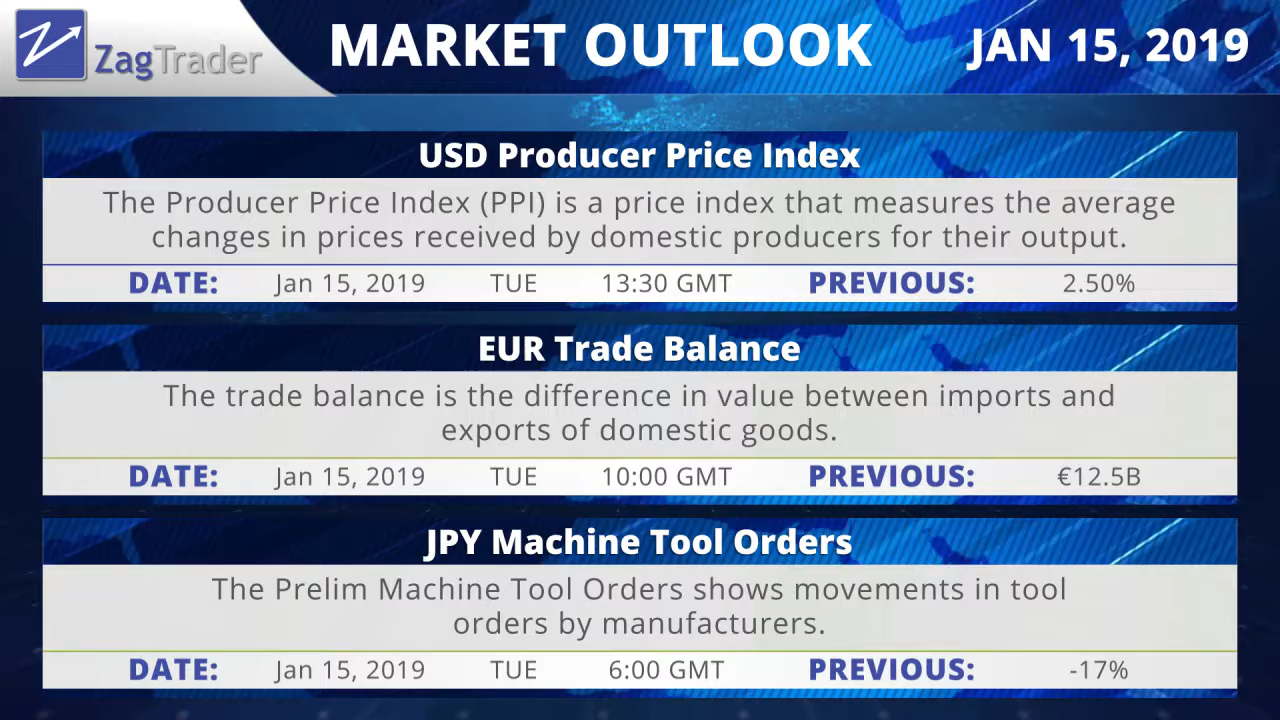 ZagTrader
MARKET OUTLOOK
JAN 15, 2019
USD Producer Price Index
The Producer Price Index (PPI) is a price index that measures the average
changes in prices received by domestic producers for their output.
DATE: Jan 15, 2019 TUE 13:30 GMT PREVIOUS: 2.50%
EUR Trade Balance
The trade balance is the difference in value between imports and
exports of domestic goods.
DATE: Jan 15, 2019 TUE 10:00 GMT PREVIOUS: €12.5B
JPY Machine Tool Orders
The Prelim Machine Tool Orders shows movements in tool
orders by manufacturers.
DATE: Jan 15, 2019 TUE 6:00 GMT PREVIOUS: -17%